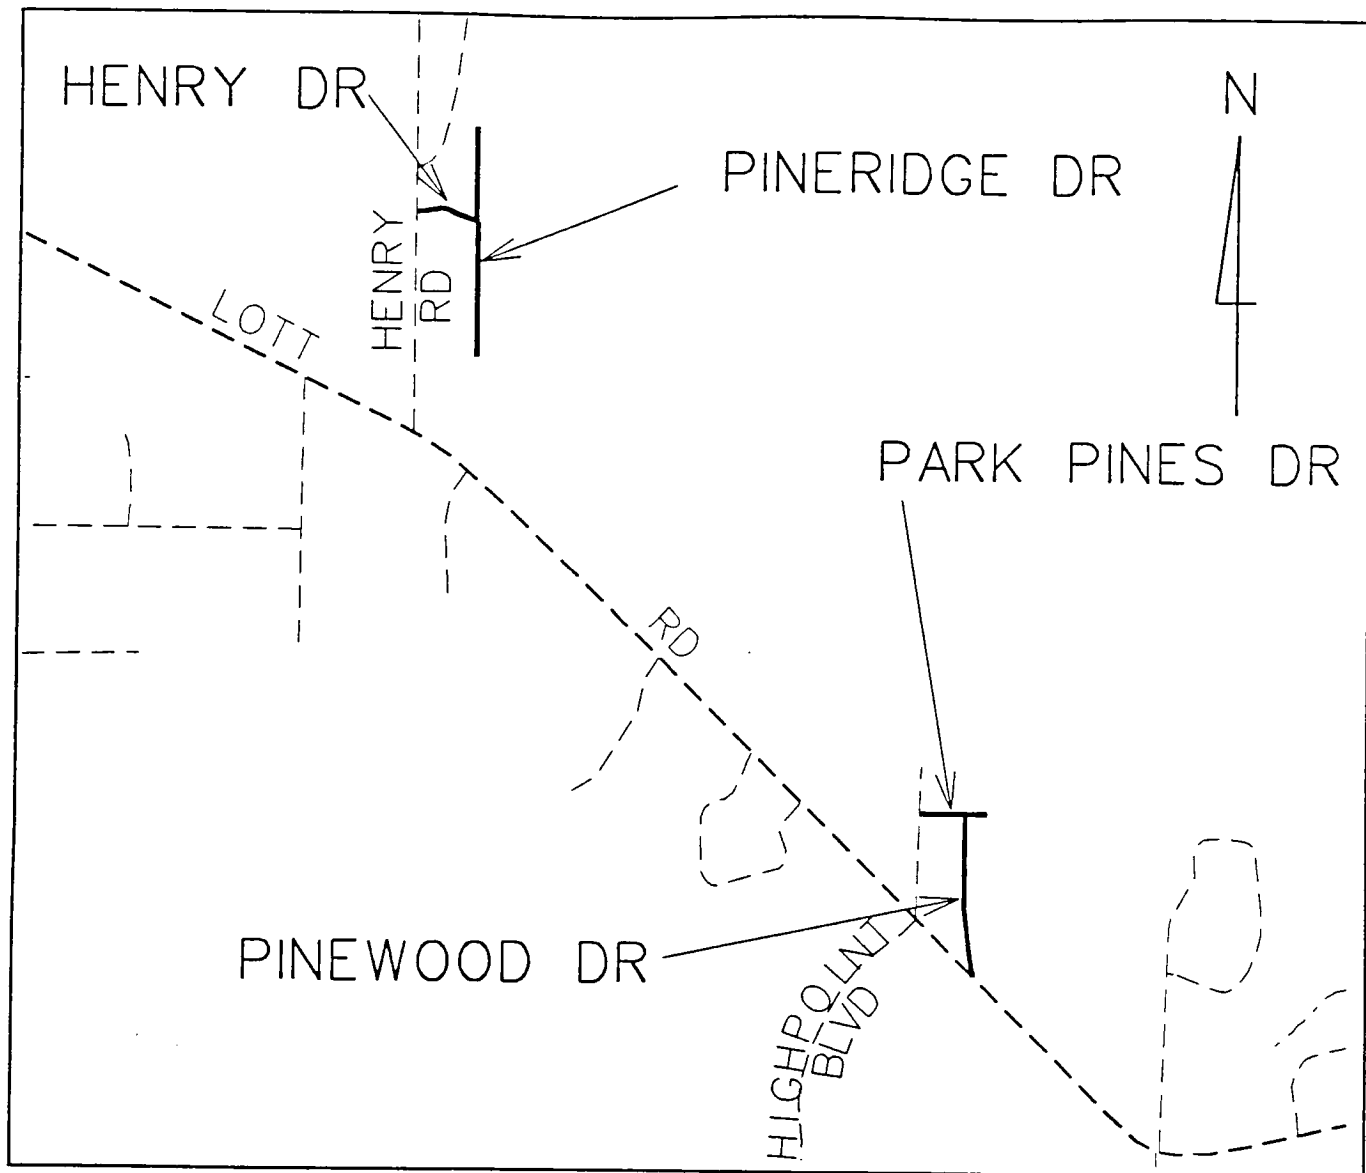 HENRY DR
N
PINERIDGE DR
HENRY
RD
LOTT
PARK PINES DR
RD
PINEWOOD DR
HIGHPOINT
BLVD